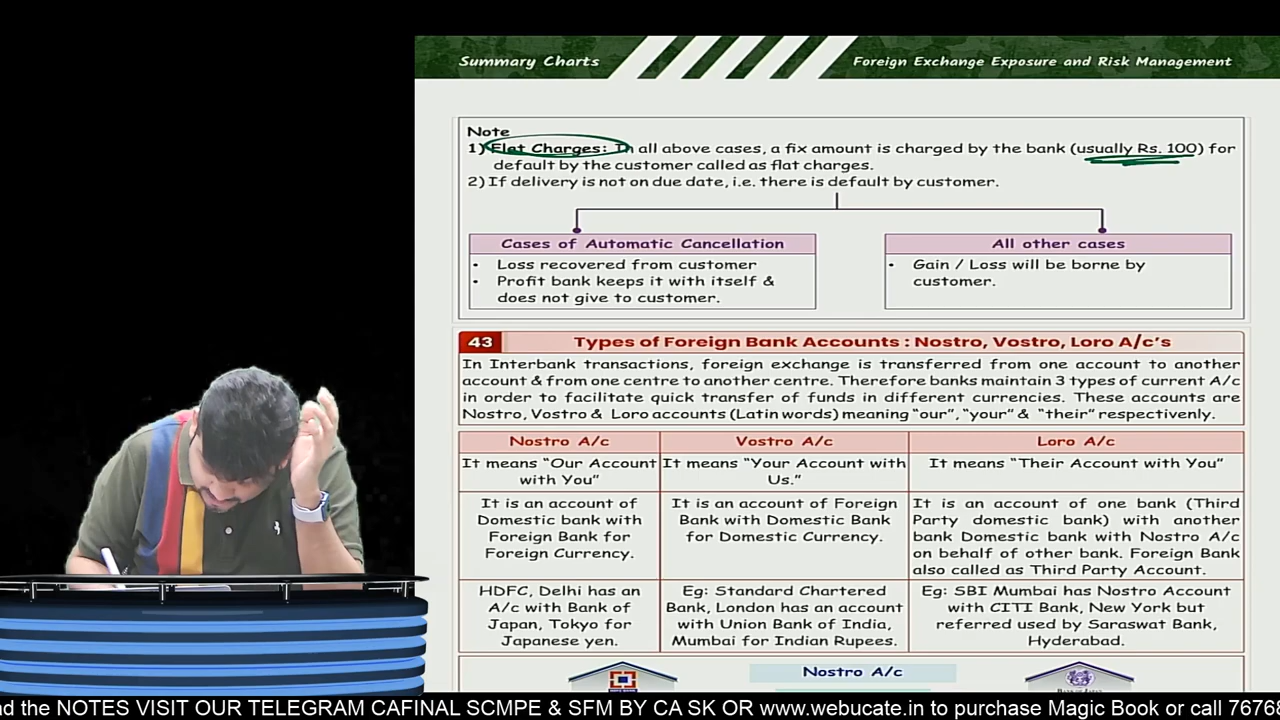 Summary Charts
Foreign Exchange Exposure and Risk Management
Note
1) Flat Charges: In all above cases, a fix amount is charged by the bank (usually Rs. 100) for
default by the customer called as flat charges.
2) If delivery is not on due date, i.e. there is default by customer.
Cases of Automatic Cancellation
• Loss recovered from customer
• Profit bank keeps it with itself &
does not give to customer.
All other cases
• Gain / Loss will be borne by
customer.
43 Types of Foreign Bank Accounts : Nostro, Vostro, Loro A/c's
In Interbank transactions, foreign exchange is transferred from one account to another
account & from one centre to another centre. Therefore banks maintain 3 types of current A/c
in order to facilitate quick transfer of funds in different currencies. These accounts are
Nostro, Vostro & Loro accounts (Latin words) meaning "our", "your" & "their" respectivenly.
Nostro A/c
Vostro A/c
Loro A/c
It means "Our Account
with You"
It means "Your Account with
Us."
It means "Their Account with You"
It is an account of
Domestic bank with
Foreign Bank for
Foreign Currency.
It is an account of Foreign
Bank with Domestic Bank
for Domestic Currency.
It is an account of one bank (Third
Party domestic bank) with another
bank Domestic bank with Nostro A/c
on behalf of other bank. Foreign Bank
also called as Third Party Account.
HDFC, Delhi has an
A/c with Bank of
Japan, Tokyo for
Japanese yen.
Eg: Standard Chartered
Bank, London has an account
with Union Bank of India,
Mumbai for Indian Rupees.
Eg: SBI Mumbai has Nostro Account
with CITI Bank, New York but
referred used by Saraswat Bank,
Hyderabad.
Nostro A/c
nd the NOTES VISIT OUR TELEGRAM CAFINAL SCMPE & SFM BY CA SK OR www.webucate.in to purchase Magic Book or call 76768